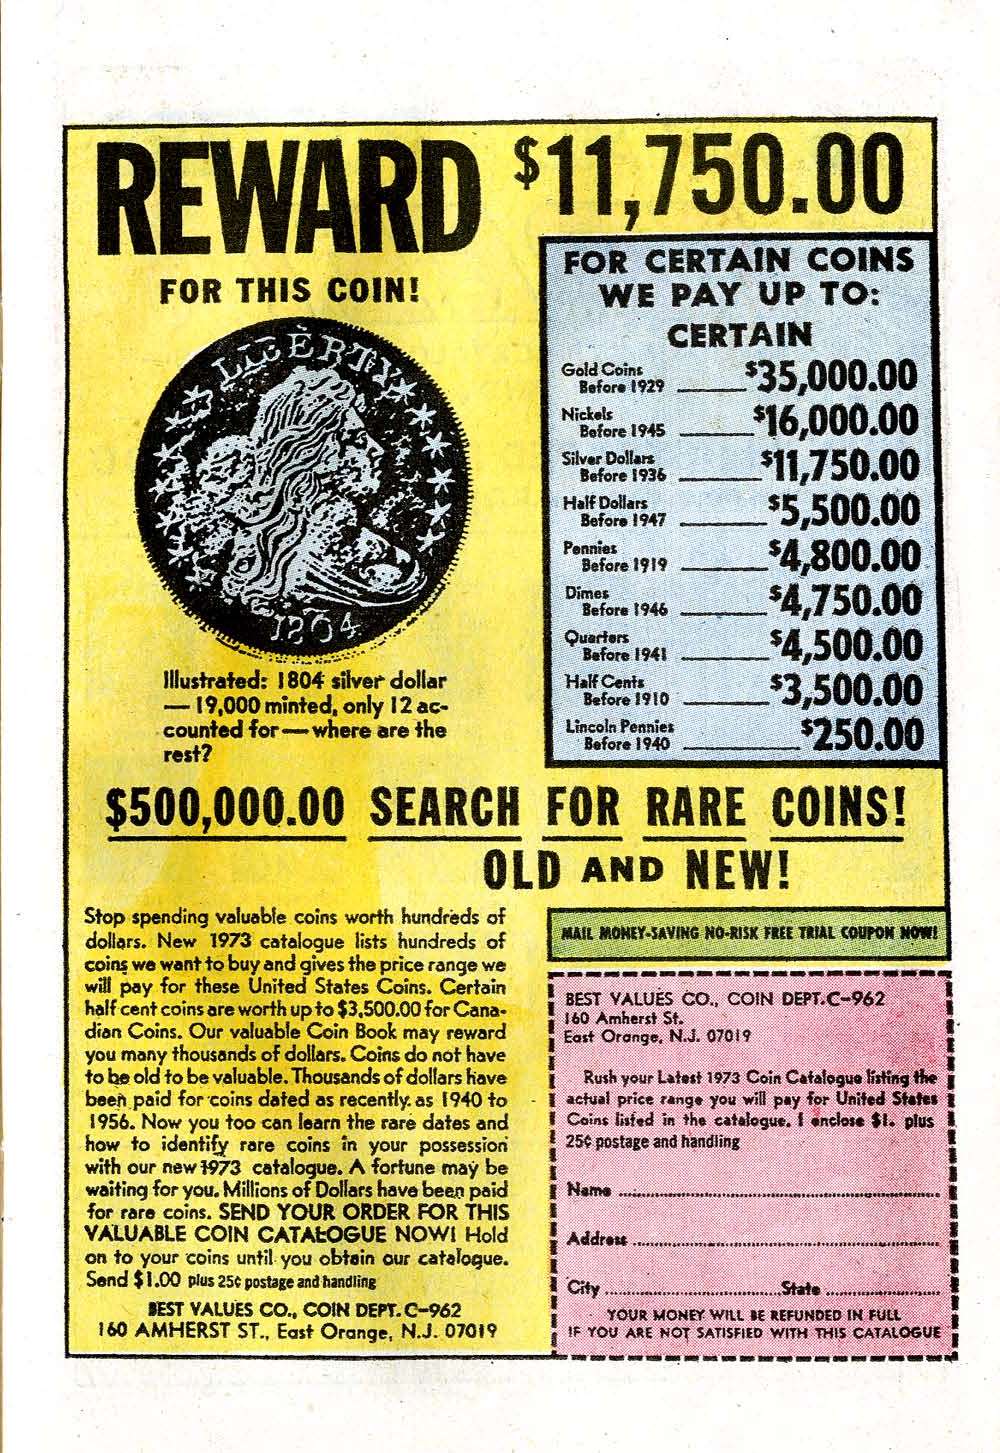 REWARD $11,750.00
FOR THIS COIN!
LIBERTY
1804
Illustrated: 1804 silver dollar
— 19,000 minted, only 12 ac-
counted for — where are the
rest?
FOR CERTAIN COINS
WE PAY UP TO:
CERTAIN
Gold Coins
Before 1929 $35,000.00
Nickels
Before 1945 $16,000.00
Silver Dollars
Before 1936 $11,750.00
Half Dollars
Before 1947 $5,500.00
Pennies
Before 1919 $4,800.00
Dimes
Before 1946 $4,750.00
Quarters
Before 1941 $4,500.00
Half Cents
Before 1910 $3,500.00
Lincoln Pennies
Before 1940 $250.00
$500,000.00 SEARCH FOR RARE COINS!
OLD AND NEW!
Stop spending valuable coins worth hundreds of
dollars. New 1973 catalogue lists hundreds of
coins we want to buy and gives the price range we
will pay for these United States Coins. Certain
half cent coins are worth up to $3,500.00 for Cana-
dian Coins. Our valuable Coin Book may reward
you many thousands of dollars. Coins do not have
to be old to be valuable. Thousands of dollars have
been paid for coins dated as recently as 1940 to
1956. Now you too can learn the rare dates and
how to identify rare coins in your possession
with our new 1973 catalogue. A fortune may be
waiting for you. Millions of Dollars have been paid
for rare coins. SEND YOUR ORDER FOR THIS
VALUABLE COIN CATALOGUE NOW! Hold
on to your coins until you obtain our catalogue.
Send $1.00 plus 25¢ postage and handling
BEST VALUES CO., COIN DEPT. C-962
160 AMHERST ST., East Orange, N.J. 07019
MAIL MONEY-SAVING NO-RISK FREE TRIAL COUPON NOW!
BEST VALUES CO., COIN DEPT. C-962
160 Amherst St.
East Orange, N.J. 07019
Rush your Latest 1973 Coin Catalogue listing the
actual price range you will pay for United States
Coins listed in the catalogue. I enclose $1. plus
25¢ postage and handling
Name
Address
City State
YOUR MONEY WILL BE REFUNDED IN FULL
IF YOU ARE NOT SATISFIED WITH THIS CATALOGUE